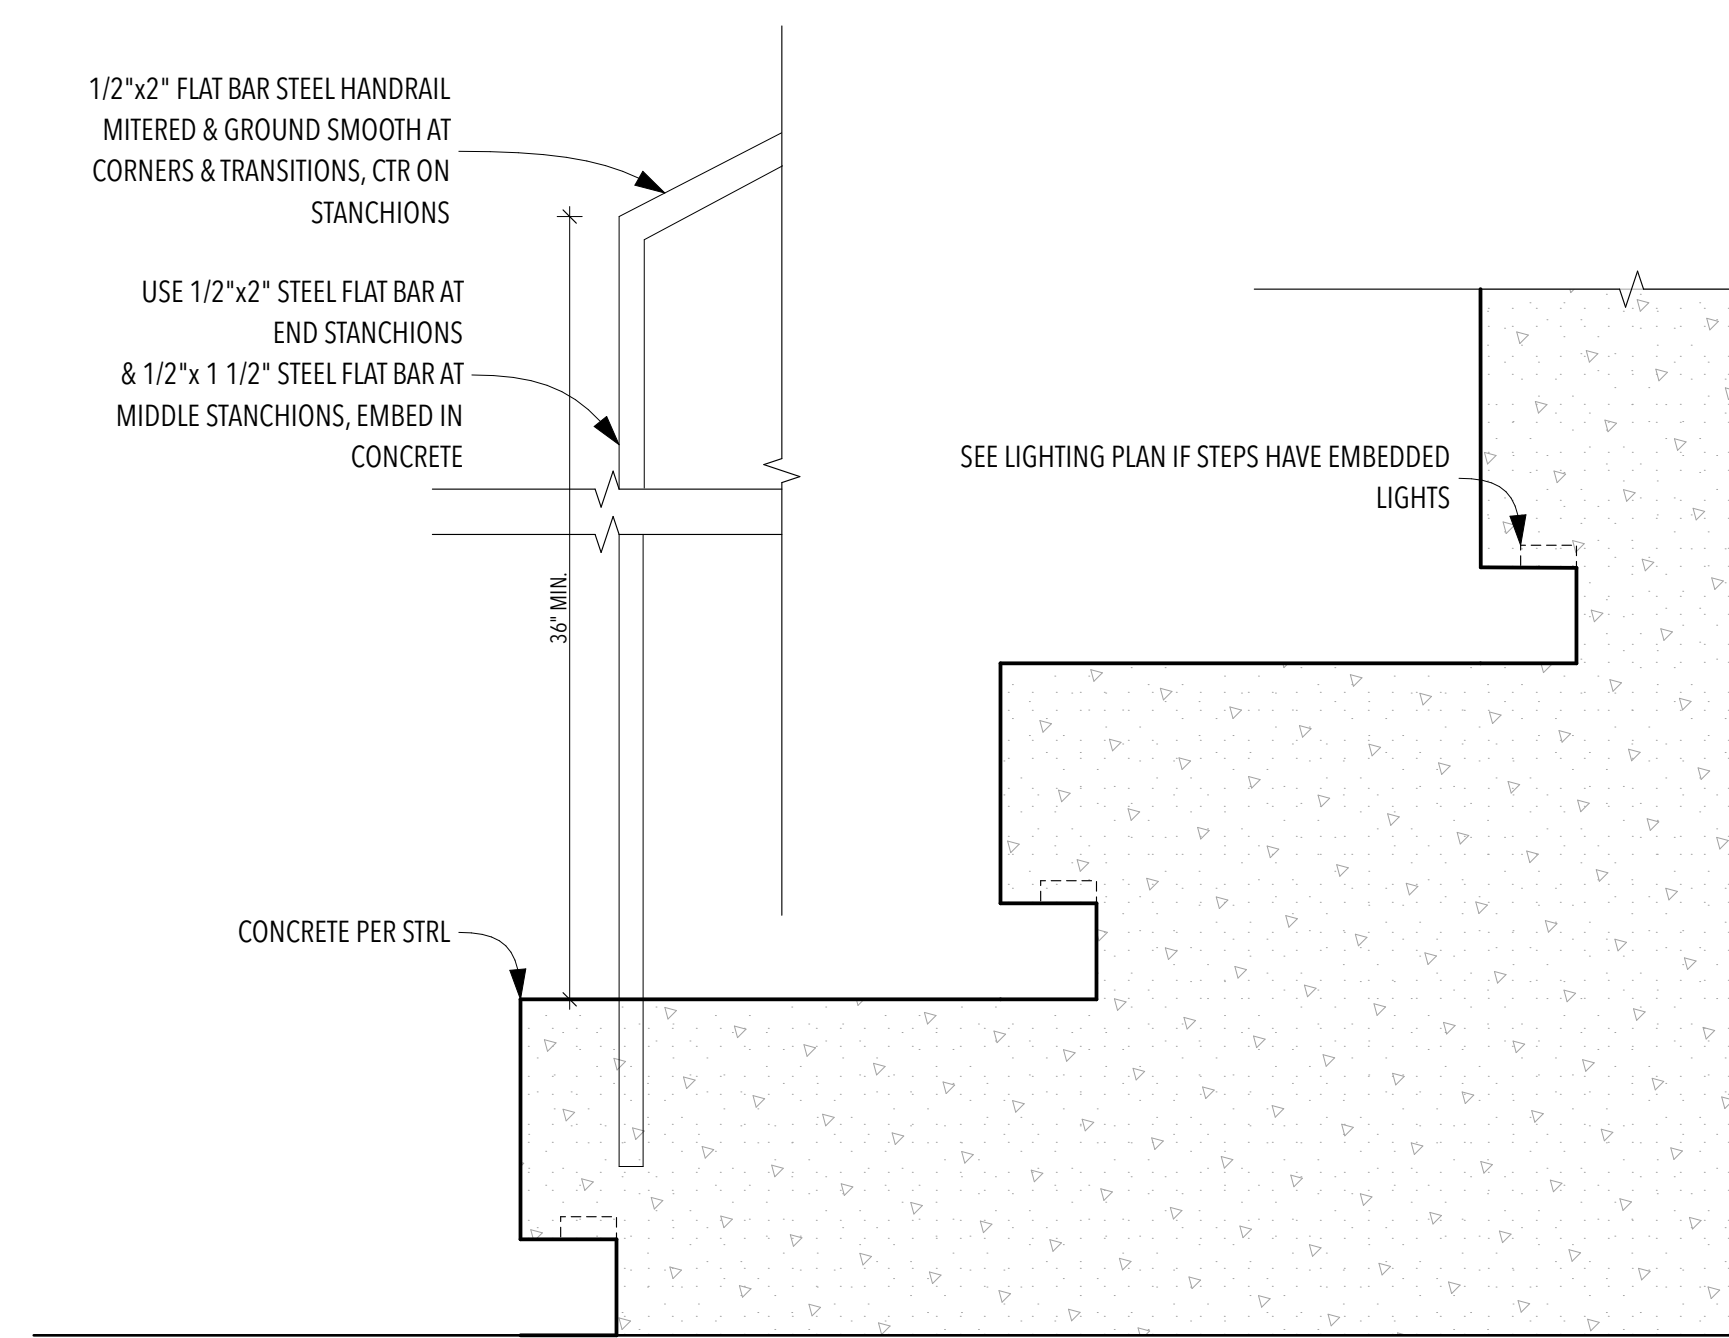 1/2"x2" FLAT BAR STEEL HANDRAIL
MITERED & GROUND SMOOTH AT
CORNERS & TRANSITIONS, CTR ON
STANCHIONS
USE 1/2"x2" STEEL FLAT BAR AT
END STANCHIONS
& 1/2"x 1 1/2" STEEL FLAT BAR AT
MIDDLE STANCHIONS, EMBED IN
CONCRETE
SEE LIGHTING PLAN IF STEPS HAVE EMBEDDED
LIGHTS
36" MIN.
CONCRETE PER STRL